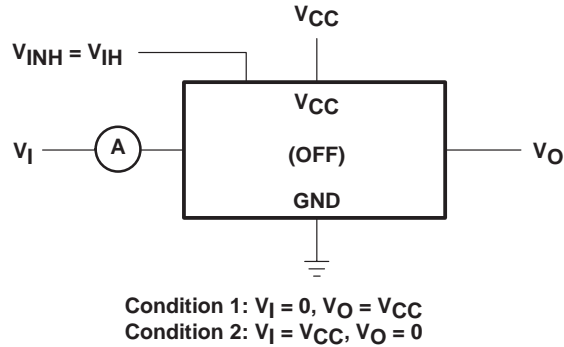 VCC
VINH = VIH
VCC
VI
A
(OFF)
VO
GND
Condition 1: VI = 0, VO = VCC
Condition 2: VI = VCC, VO = 0